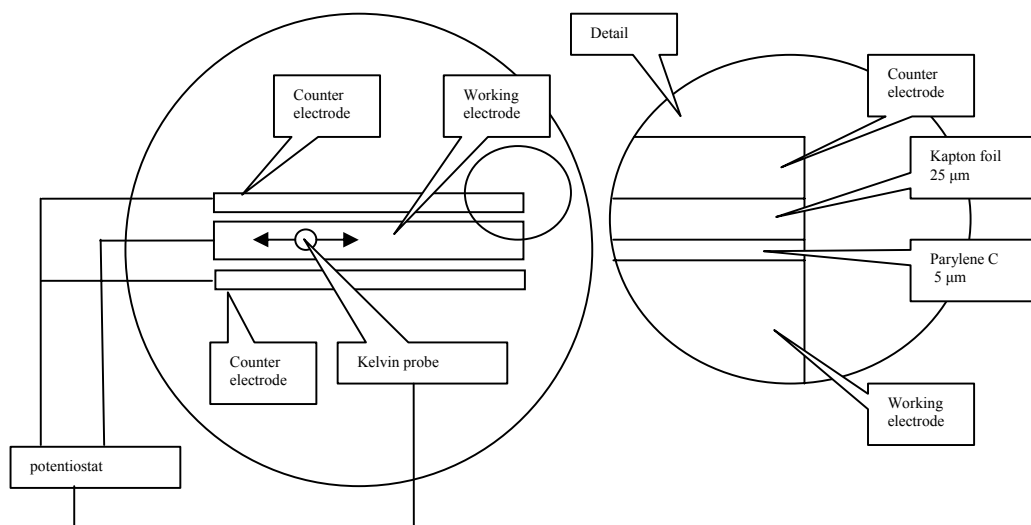 Detail
Counter
electrode
Working
electrode
Counter
electrode
Kapton foil
25 μm
Parylene C
5 μm
Counter
electrode
Kelvin probe
Working
electrode
potentiostat